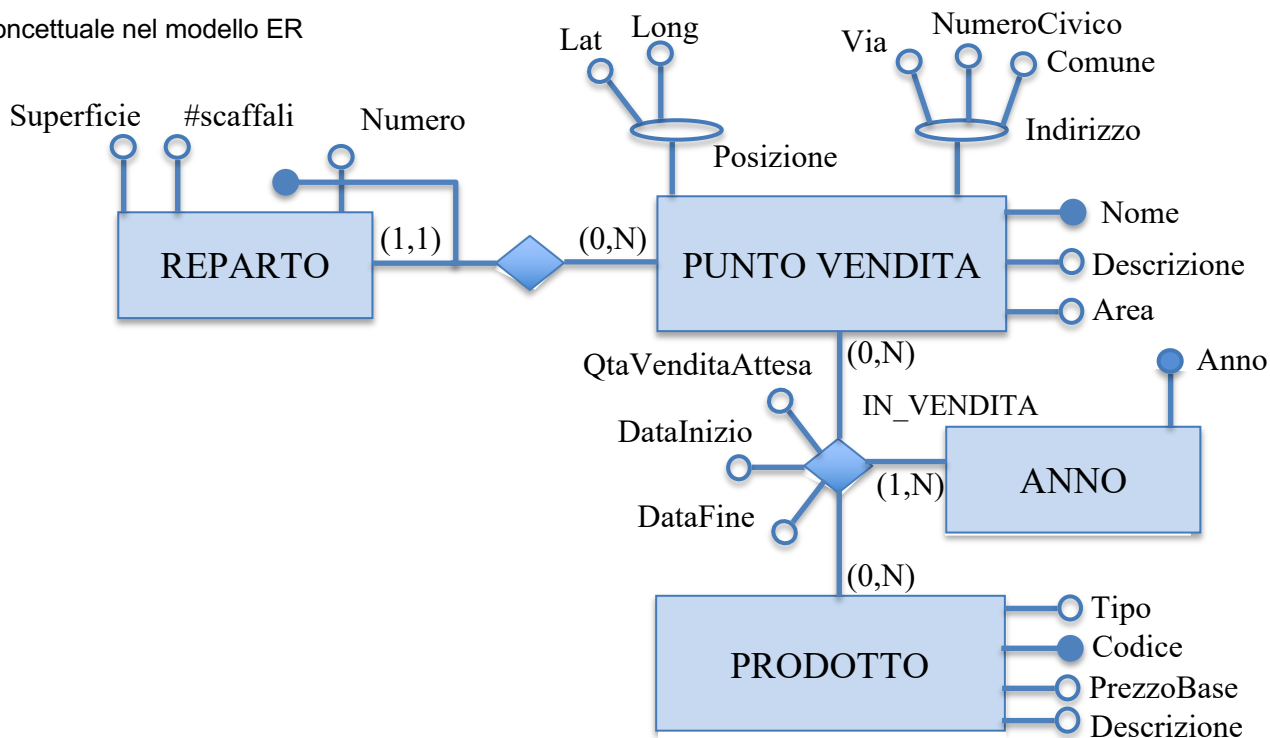 oncettuale nel modello ER
Lat
Long
Via
NumeroCivico
Comune
Superficie
#scaffali
Numero
Posizione
Indirizzo
REPARTO
(1,1)
(0,N)
PUNTO VENDITA
Nome
Descrizione
Area
(0,N)
QtaVenditaAttesa
IN_VENDITA
Anno
DataInizio
(1,N)
ANNO
DataFine
(0,N)
PRODOTTO
Tipo
Codice
PrezzoBase
Descrizione